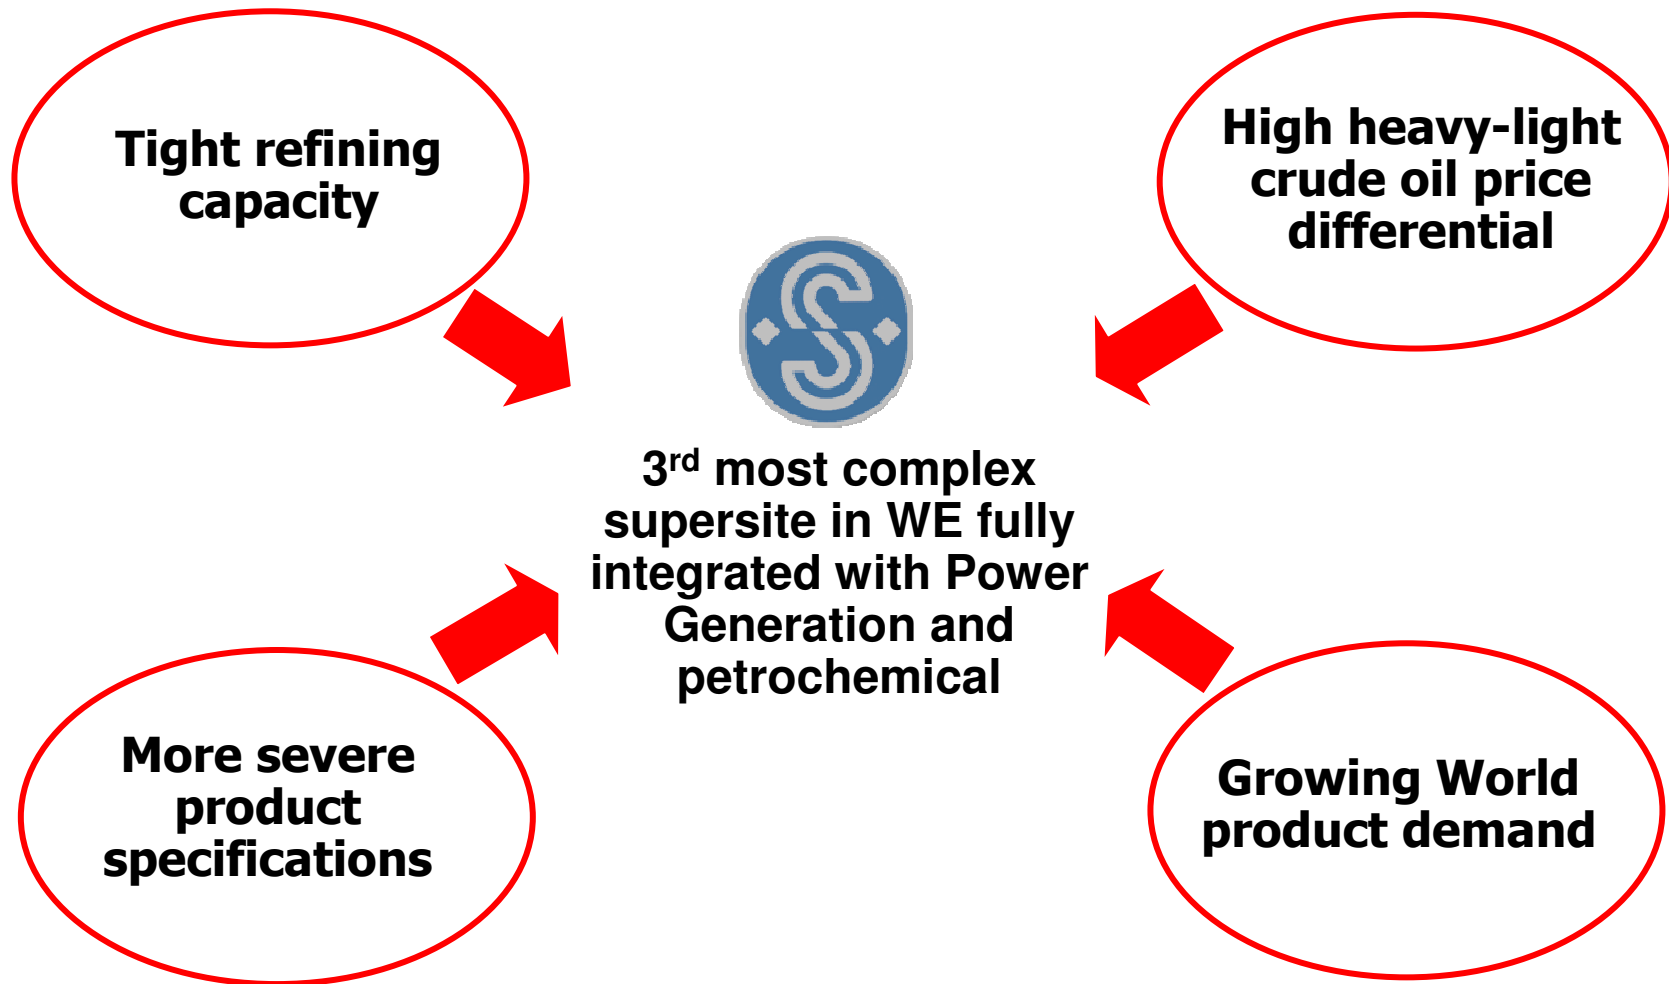 Tight refining
capacity
High heavy-light
crude oil price
differential
S
3rd most complex
supersite in WE fully
integrated with Power
Generation and
petrochemical
More severe
product
specifications
Growing World
product demand